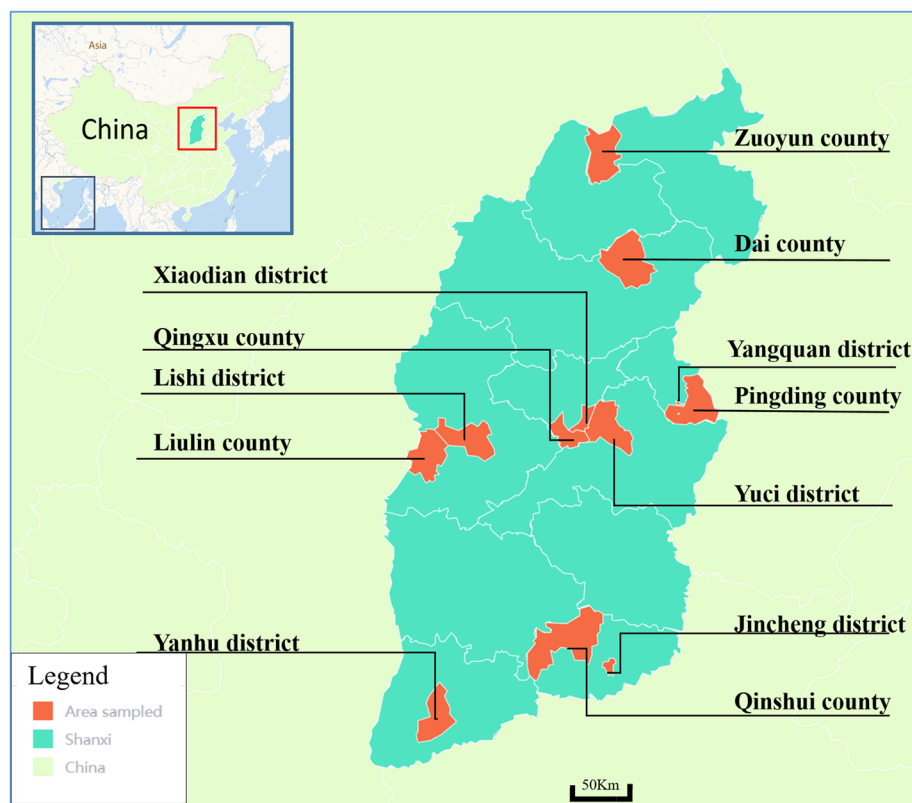 Asia
China
Zuoyun county
Dai county
Xiaodian district
Qingxu county
Yangquan district
Lishi district
Pingding county
Liulin county
Yuci district
Jincheng district
Yanhu district
Qinshui county
Legend
Area sampled
Shanxi
China
50Km